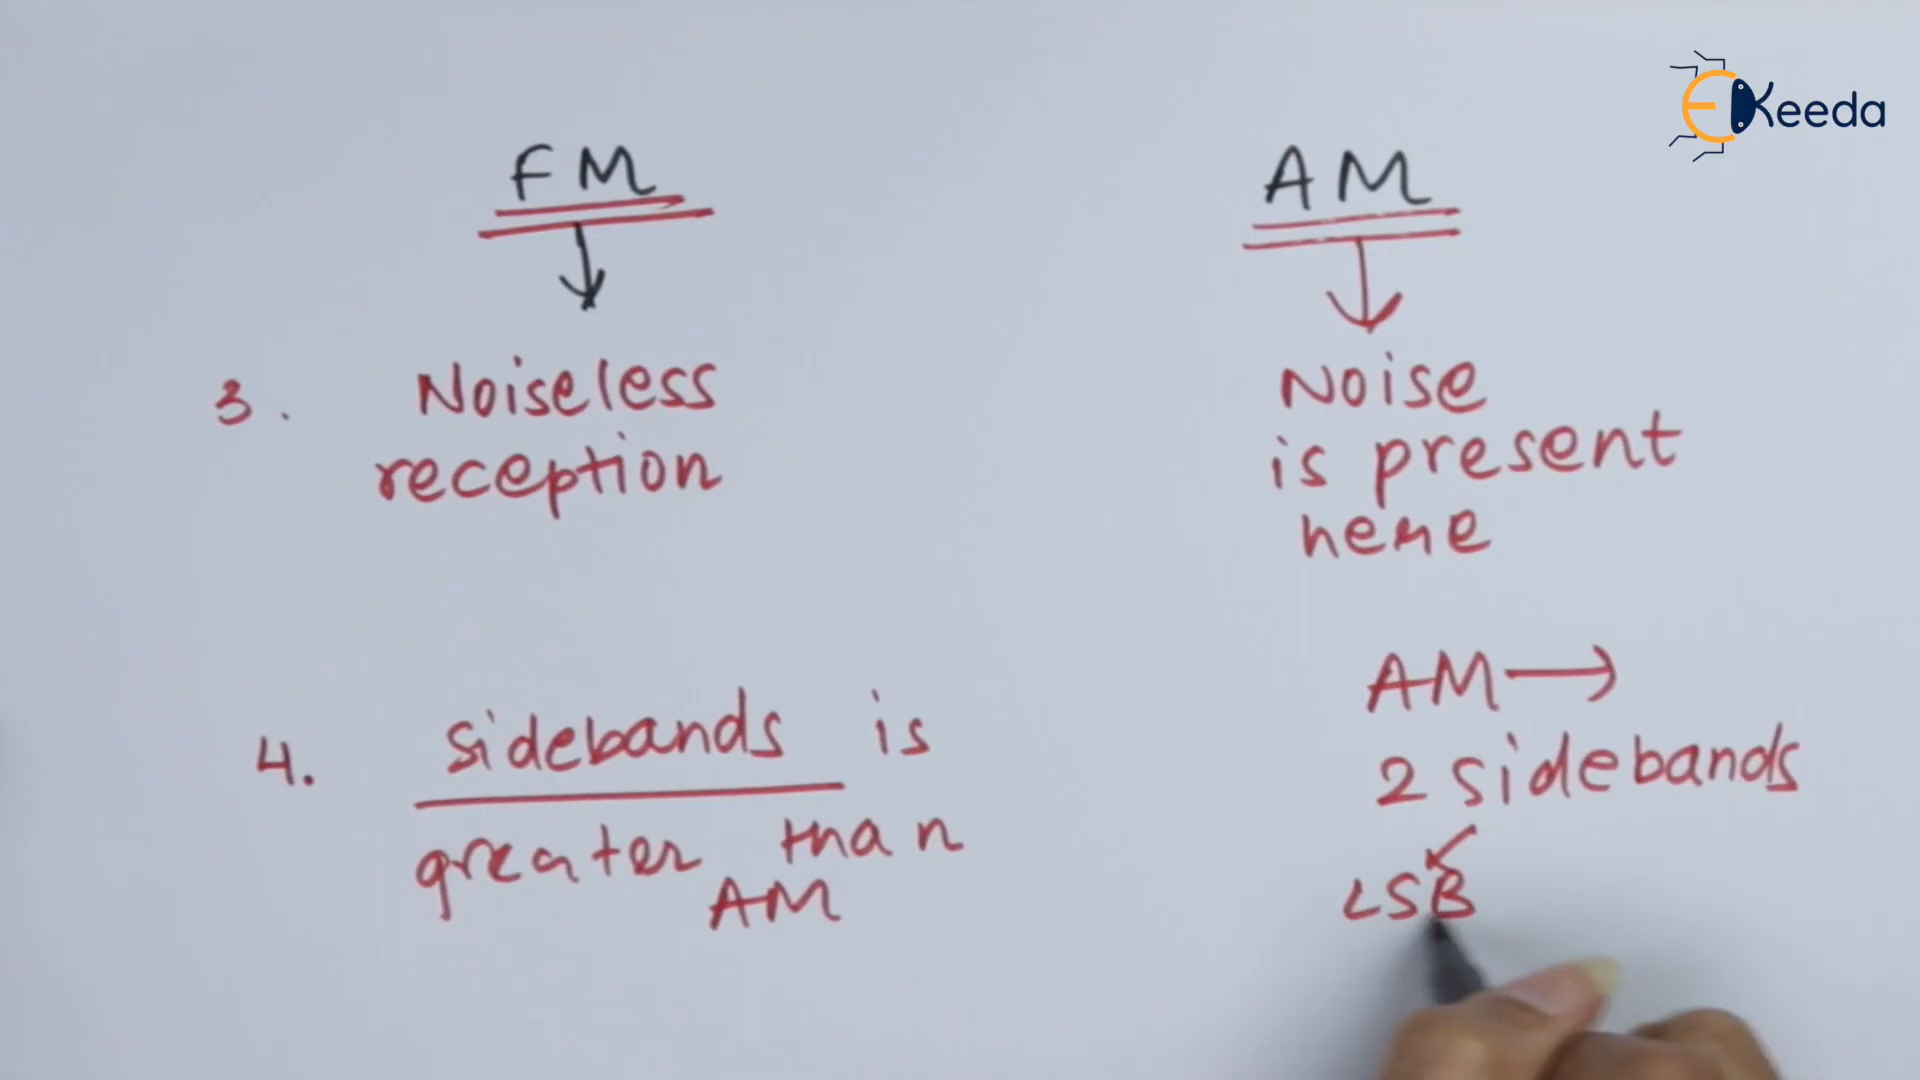 EKeeda
FM
AM
3. Noiseless
reception
Noise
is present
here
4. sidebands is
greater than
AM
AM →
2 sidebands
LSB